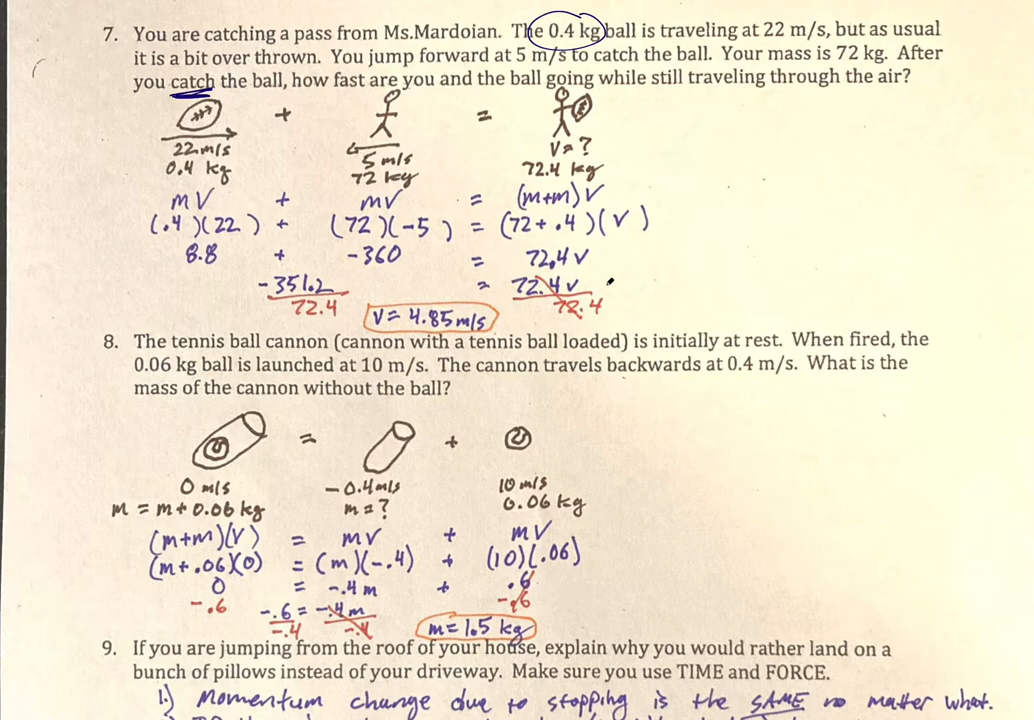 7. You are catching a pass from Ms.Mardoian. The 0.4 kg ball is traveling at 22 m/s, but as usual
it is a bit over thrown. You jump forward at 5 m/s to catch the ball. Your mass is 72 kg. After
you catch the ball, how fast are you and the ball going while still traveling through the air?
+ =
22m/s 5 m/s V=?
0.4 kg 72 kg 72.4 kg
mV + mV = (m+m)V
(.4)(22) + (72)(-5) = (72+.4)(V)
8.8 + -360 = 72.4V
-351.2 = 72.4V
72.4 V=4.85m/s 72.4
8. The tennis ball cannon (cannon with a tennis ball loaded) is initially at rest. When fired, the
0.06 kg ball is launched at 10 m/s. The cannon travels backwards at 0.4 m/s. What is the
mass of the cannon without the ball?
= +
0 m/s -0.4m/s 10 m/s
m = m+0.06 kg m=? 0.06 kg
(m+m)(V) = mV + mV
(m+.06)(0) = (m)(-.4) + (10)(.06)
0 = -.4m + .6
-.6 -.6 = -.4m -.6
-.4 -.4 m=1.5 kg
9. If you are jumping from the roof of your house, explain why you would rather land on a
bunch of pillows instead of your driveway. Make sure you use TIME and FORCE.
1.) Momentum change due to stopping is the SAME no matter what.